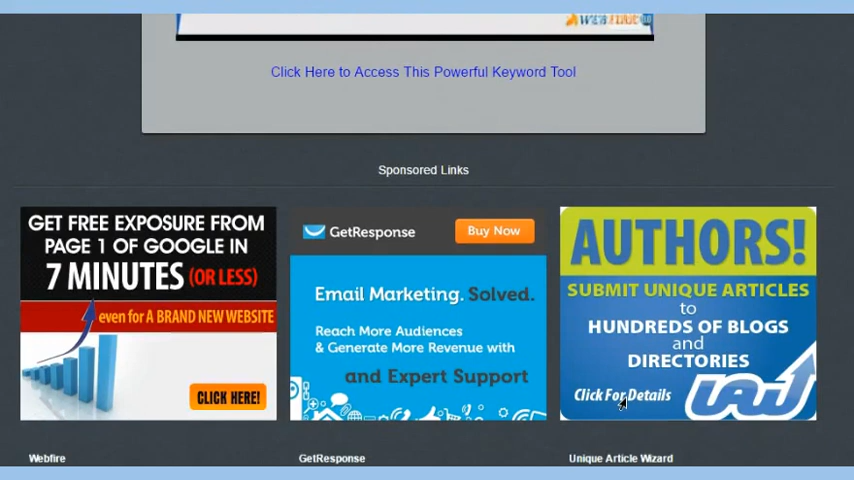 WEBFIRE
Click Here to Access This Powerful Keyword Tool
Sponsored Links
GET FREE EXPOSURE FROM
PAGE 1 OF GOOGLE IN
7 MINUTES (OR LESS)
even for A BRAND NEW WEBSITE
CLICK HERE!
GetResponse
Buy Now
Email Marketing. Solved.
Reach More Audiences
& Generate More Revenue with
and Expert Support
AUTHORS!
SUBMIT UNIQUE ARTICLES
to
HUNDREDS OF BLOGS
and
DIRECTORIES
Click For Details
UAW
Webfire
GetResponse
Unique Article Wizard